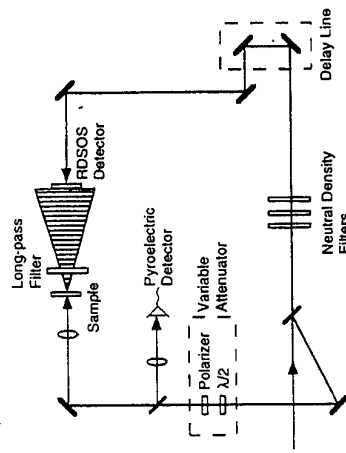 Long-pass
Filter
Sample
RDSOS
Detector
Pyroelectric
Detector
Polarizer
λ/2
Variable
Attenuator
Neutral Density
Filters
Delay Line